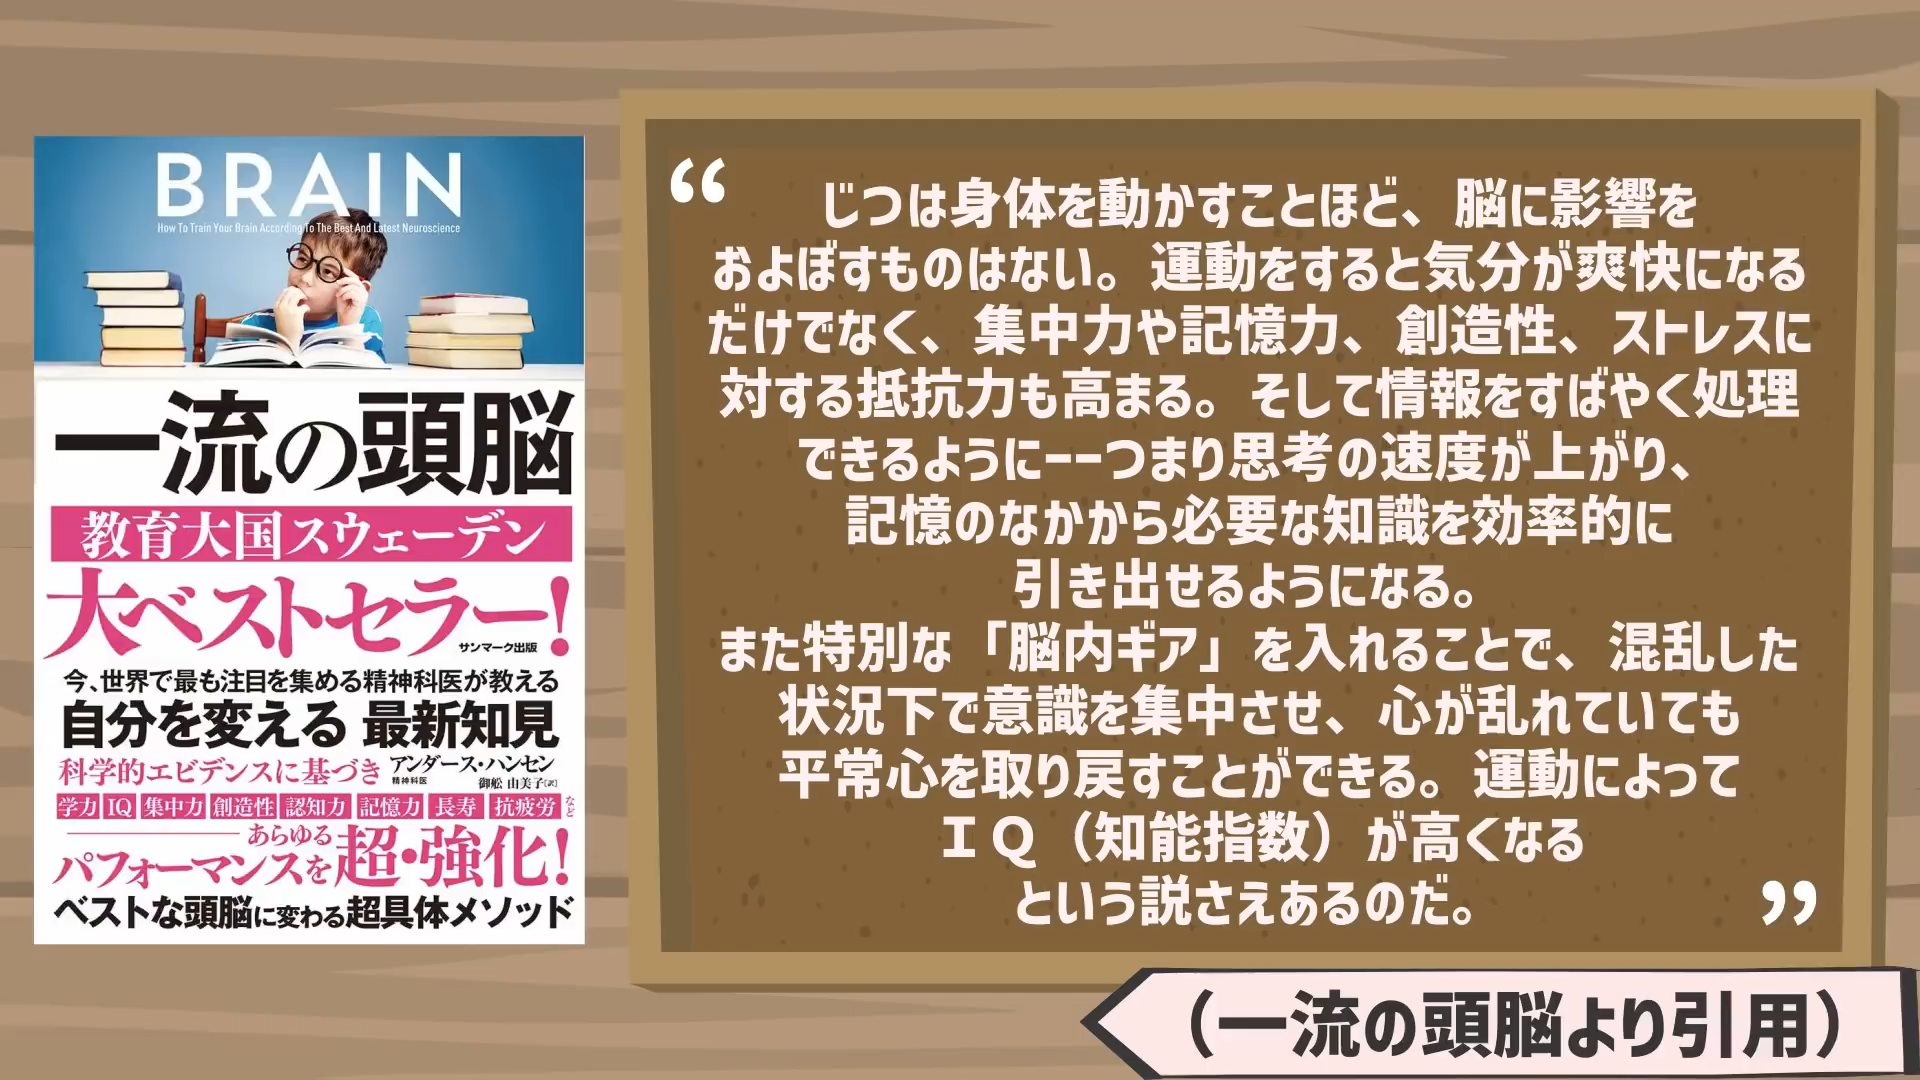 BRAIN
How To Train Your Brain According To The Best And Latest Neuroscience
一流の頭脳
教育大国スウェーデン
大ベストセラー!
サンマーク出版
今、世界で最も注目を集める精神科医が教える
自分を変える 最新知見
科学的エビデンスに基づき
アンダース・ハンセン
精神科医
御舩 由美子[訳]
学力 IQ 集中力 創造性 認知力 記憶力 長寿 抗疲労 など
あらゆる
パフォーマンスを超・強化!
ベストな頭脳に変わる超具体メソッド
“
じつは身体を動かすことほど、脳に影響を
およぼすものはない。運動をすると気分が爽快になる
だけでなく、集中力や記憶力、創造性、ストレスに
対する抵抗力も高まる。そして情報をすばやく処理
できるようにーーつまり思考の速度が上がり、
記憶のなかから必要な知識を効率的に
引き出せるようになる。
また特別な「脳内ギア」を入れることで、混乱した
状況下で意識を集中させ、心が乱れていても
平常心を取り戻すことができる。運動によって
ＩＱ（知能指数）が高くなる
という説さえあるのだ。
”
（一流の頭脳より引用）